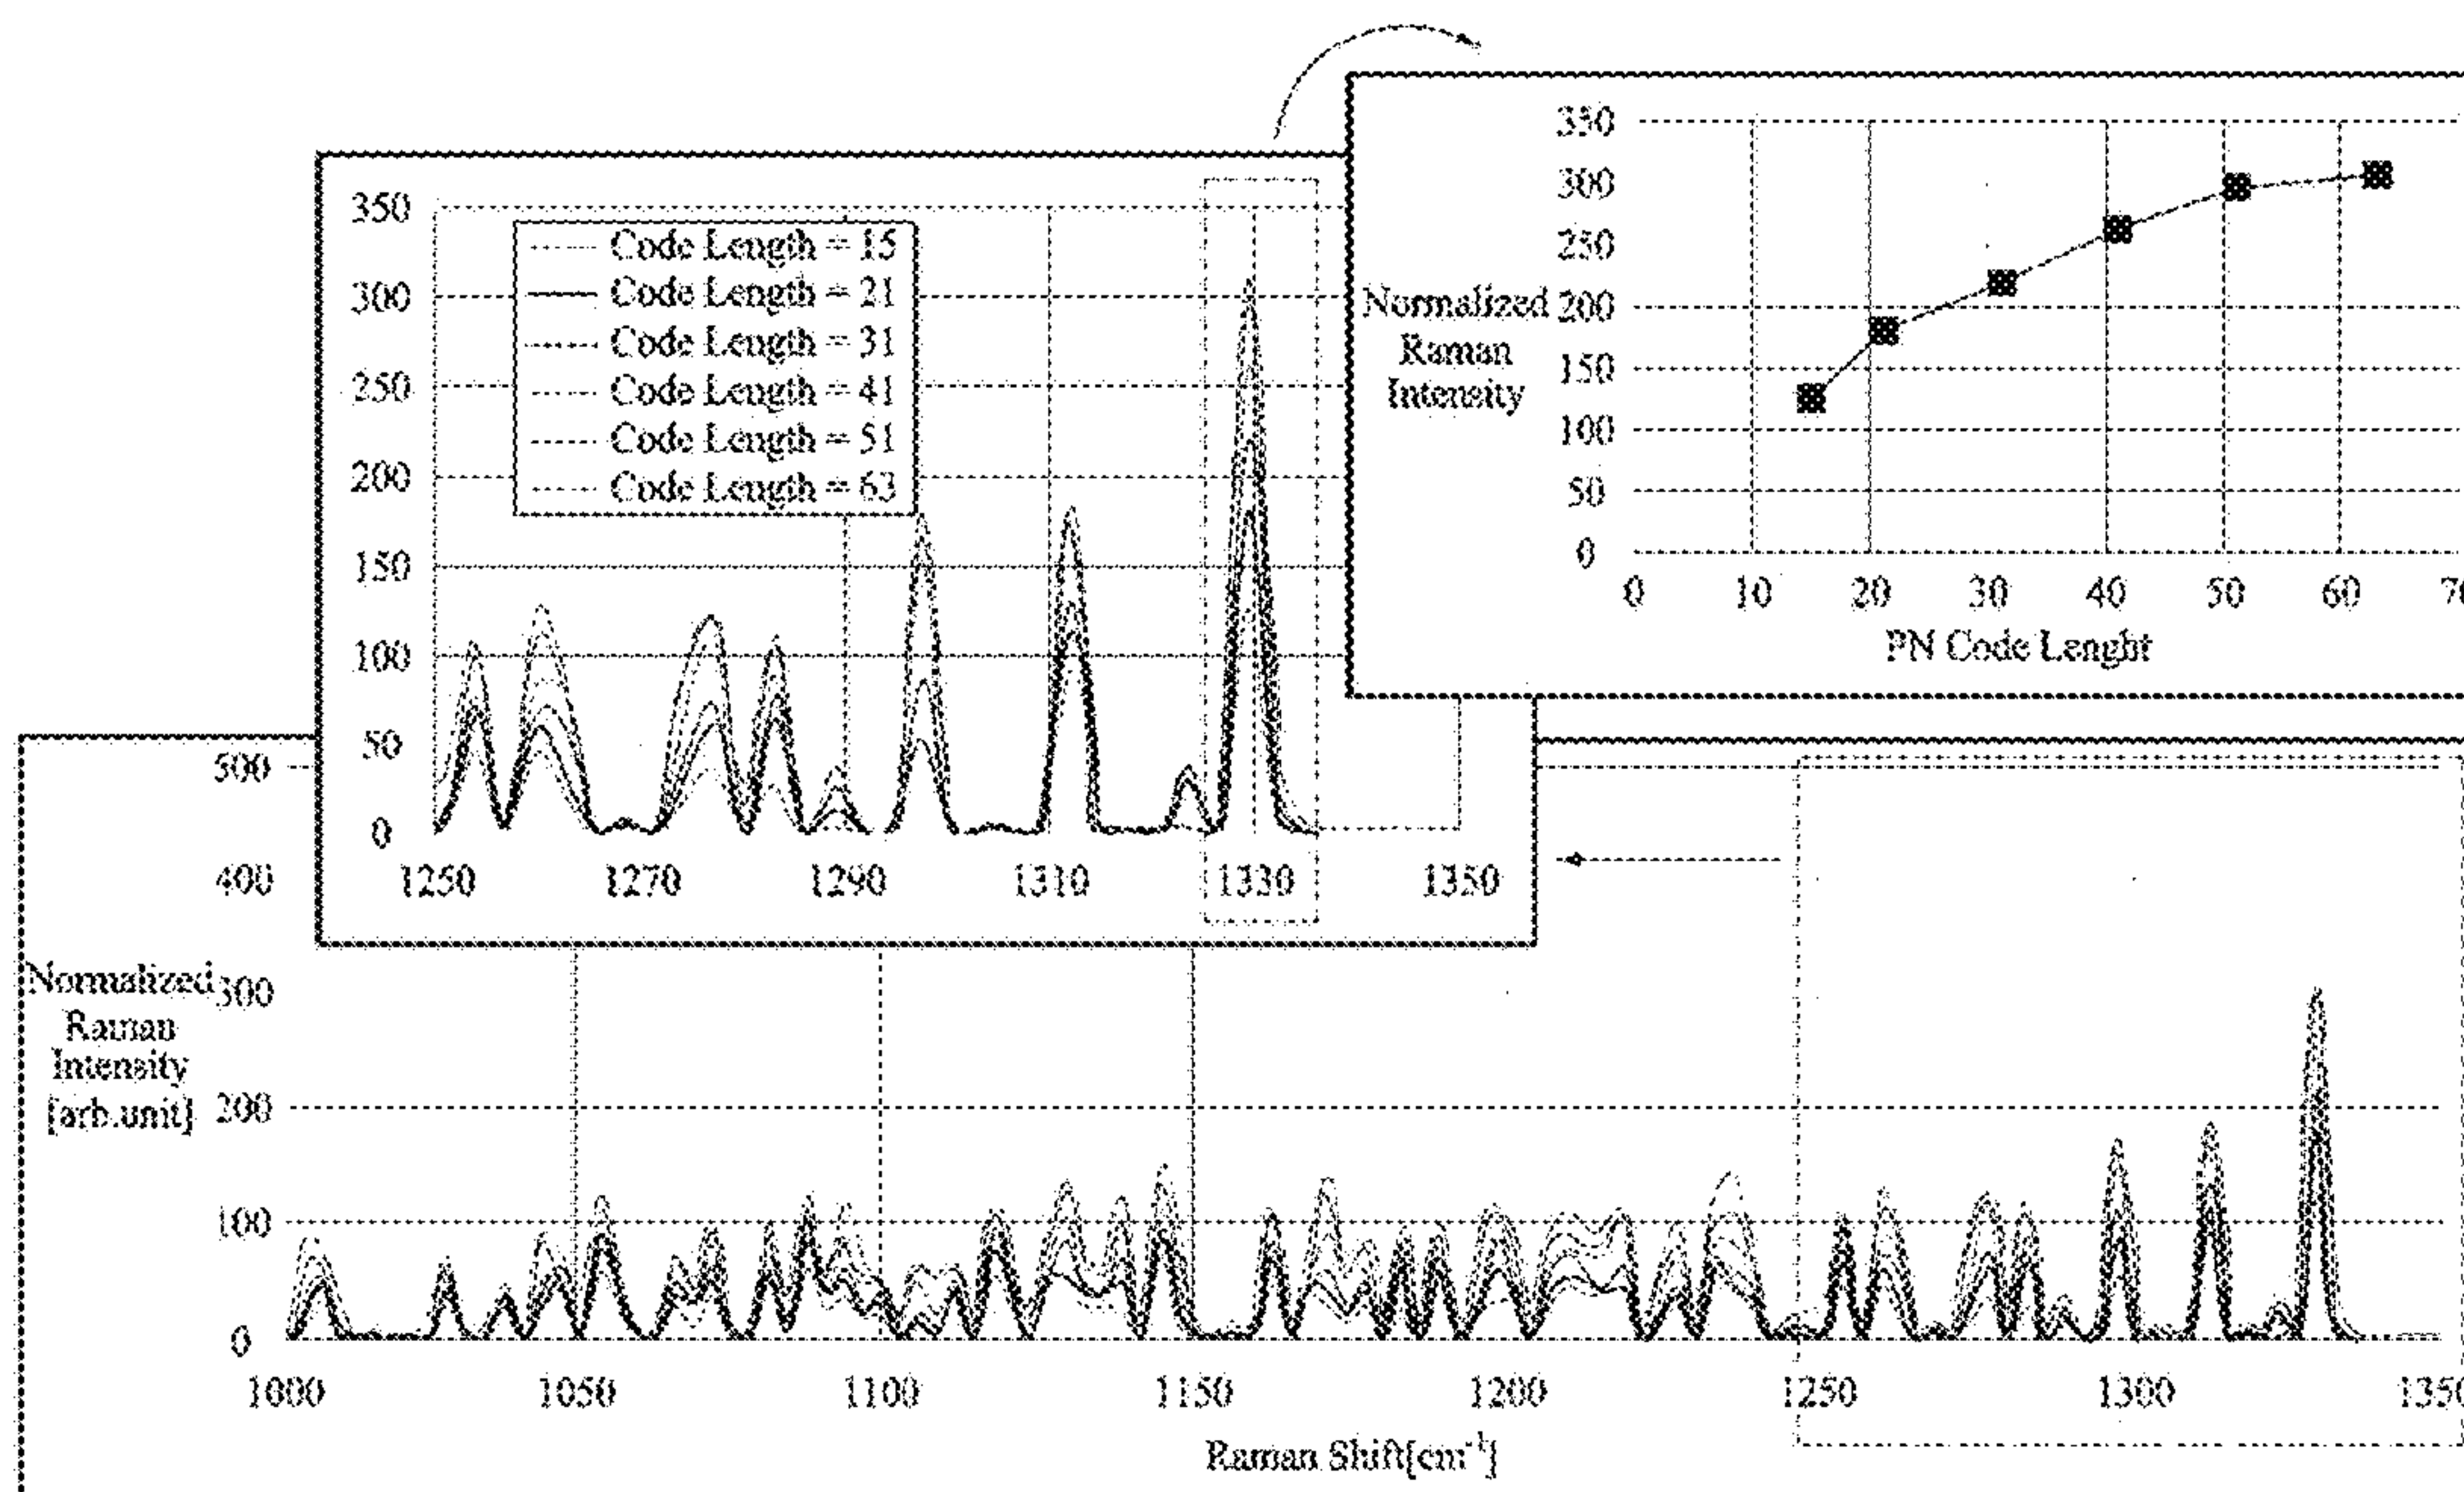 350
300
250
200
150
100
50
0
Normalized
Raman
Intensity
0 10 20 30 40 50 60
PN Code Lenght
350
300
250
200
150
100
50
0
Code Length = 15
Code Length = 21
Code Length = 31
Code Length = 41
Code Length = 51
Code Length = 63
1250 1270 1290 1310 1330 1350
500
400
300
200
100
0
Normalized
Raman
Intensity
[arb.unit]
1000 1050 1100 1150 1200 1250 1300 1350
Raman Shift[cm⁻¹]